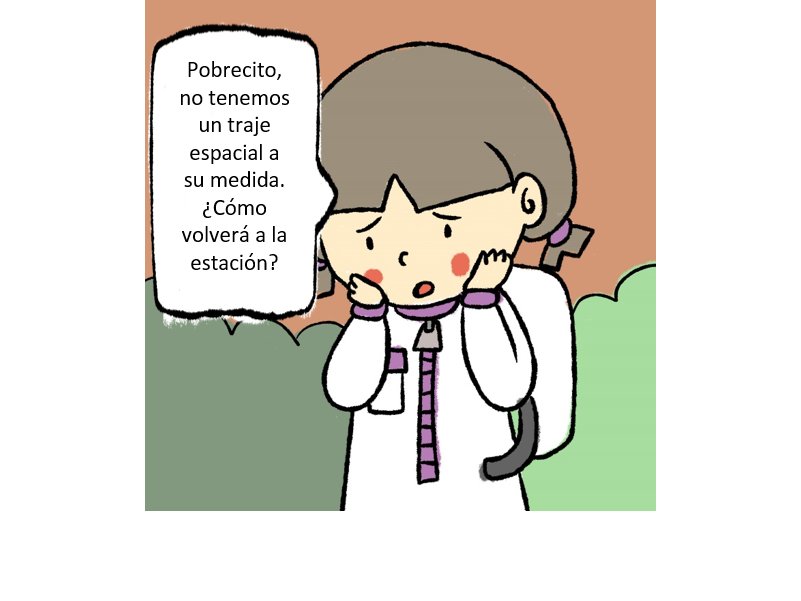 Pobrecito,
no tenemos
un traje
espacial a
su medida.
¿Cómo
volverá a la
estación?